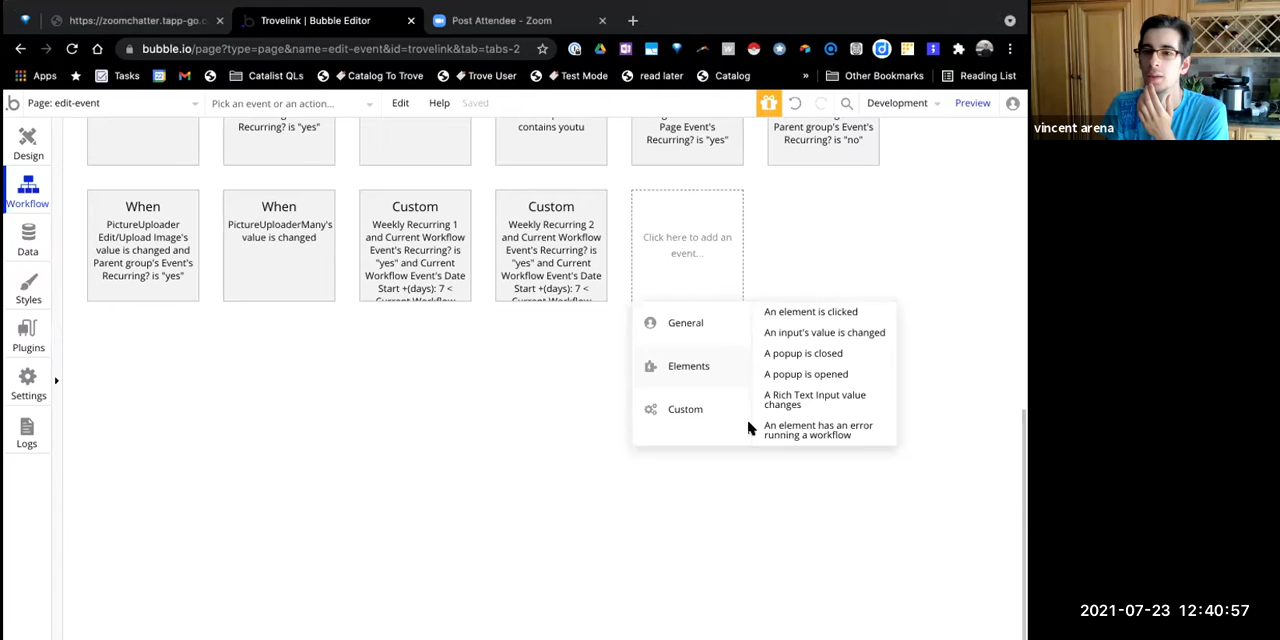 https://zoomchatter.tapp-go.c
Trovelink | Bubble Editor
Post Attendee - Zoom
bubble.io/page?type=page&name=edit-event&id=trovelink&tab=tabs-2
Apps
Tasks
Catalist QLs
Catalog To Trove
Trove User
Test Mode
read later
Catalog
»
Other Bookmarks
Reading List
Page: edit-event
Pick an event or an action...
Edit
Help
Saved
Development
Preview
Design
Workflow
Data
Styles
Plugins
Settings
Logs
Recurring? is "yes"
contains youtu
Page Event's
Recurring? is "yes"
Parent group's Event's
Recurring? is "no"
When
PictureUploader
Edit/Upload Image's
value is changed and
Parent group's Event's
Recurring? is "yes"
When
PictureUploaderMany's
value is changed
Custom
Weekly Recurring 1
and Current Workflow
Event's Recurring? is
"yes" and Current
Workflow Event's Date
Start +(days): 7 <
Current Workflow
Custom
Weekly Recurring 2
and Current Workflow
Event's Recurring? is
"yes" and Current
Workflow Event's Date
Start +(days): 7 <
Current Workflow
Click here to add an
event...
General
Elements
Custom
An element is clicked
An input's value is changed
A popup is closed
A popup is opened
A Rich Text Input value
changes
An element has an error
running a workflow
vincent arena
2021-07-23 12:40:57